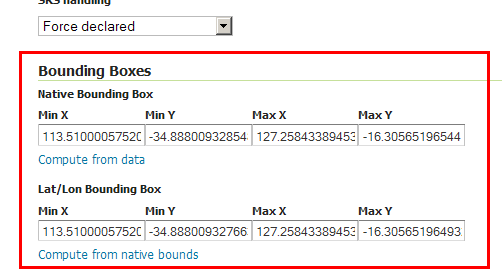 SRS handling
Force declared
Bounding Boxes
Native Bounding Box
Min X Min Y Max X Max Y
113.51000057520 -34.88800932854 127.25843389453 -16.30565196544
Compute from data
Lat/Lon Bounding Box
Min X Min Y Max X Max Y
113.51000057520 -34.88800932766 127.25843389453 -16.30565196493
Compute from native bounds